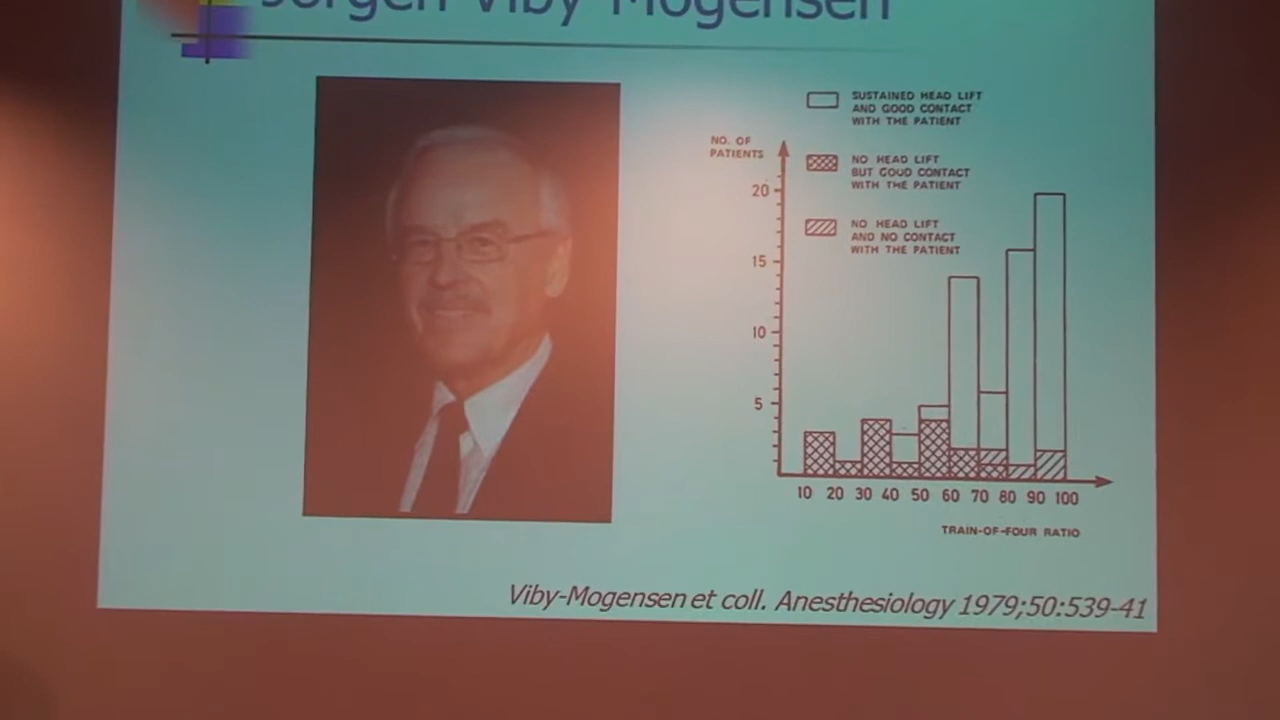 Jørgen Viby-Mogensen
SUSTAINED HEAD LIFT
AND GOOD CONTACT
WITH THE PATIENT
NO. OF
PATIENTS
NO HEAD LIFT
BUT GOOD CONTACT
WITH THE PATIENT
20
NO HEAD LIFT
AND NO CONTACT
WITH THE PATIENT
15
10
5
10 20 30 40 50 60 70 80 90 100
TRAIN-OF-FOUR RATIO
Viby-Mogensen et coll. Anesthesiology 1979;50:539-41